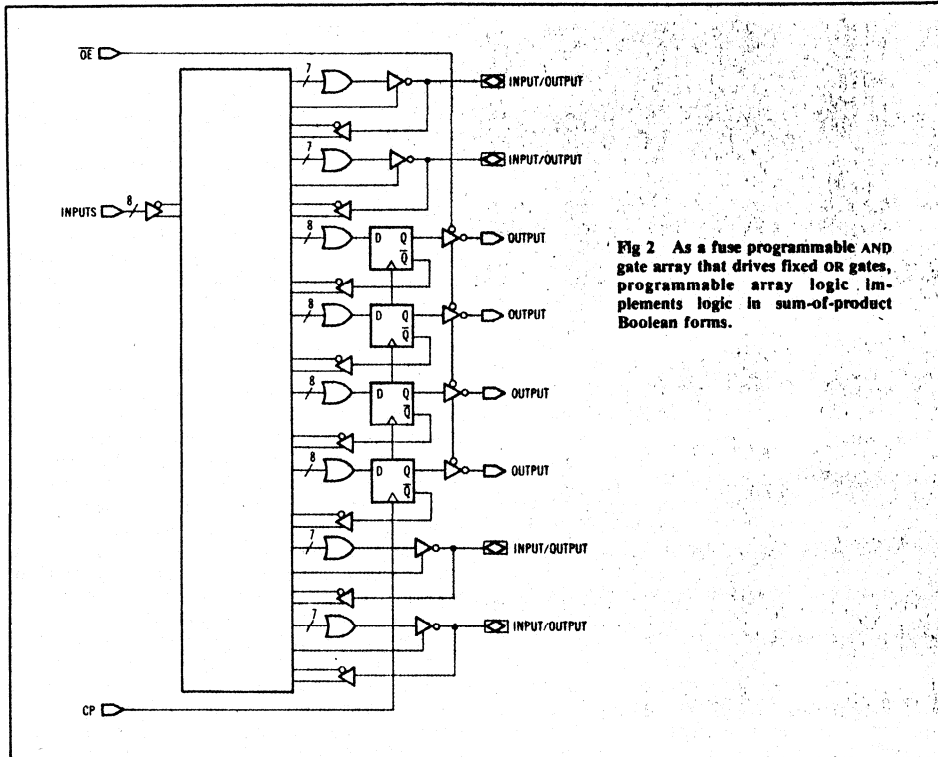 O̅E̅
7
INPUT/OUTPUT
7
INPUT/OUTPUT
INPUTS 8
8
D Q
Q̅
OUTPUT
8
D Q
Q̅
OUTPUT
8
D Q
Q̅
OUTPUT
8
D Q
Q̅
OUTPUT
7
INPUT/OUTPUT
7
INPUT/OUTPUT
CP
Fig 2 As a fuse programmable AND
gate array that drives fixed OR gates,
programmable array logic im-
plements logic in sum-of-product
Boolean forms.